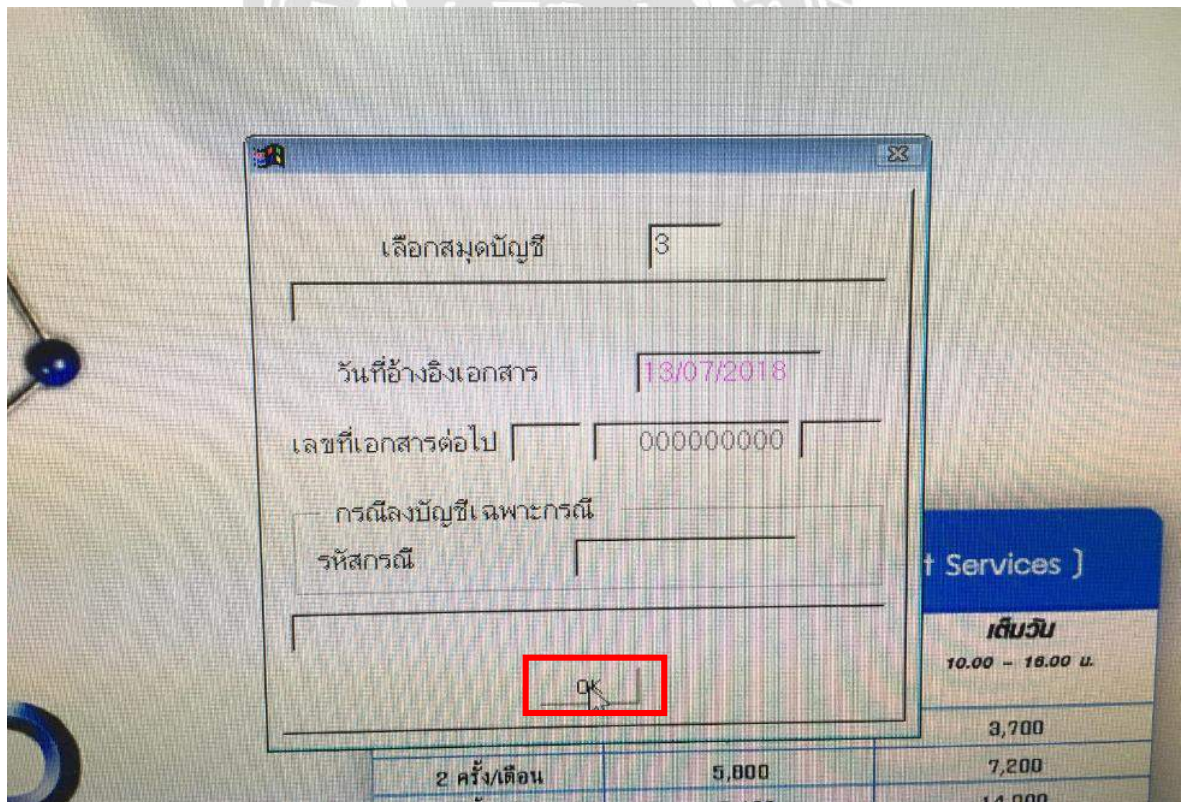 เลือกสมุดบัญชี 3
วันที่อ้างอิงเอกสาร 13/07/2018
เลขที่เอกสารต่อไป 000000000
กรณีลงบัญชีเฉพาะกรณี
รหัสกรณี
OK
t Services )
เต็มวัน
10.00 - 16.00 น.
3,700
2 ครั้ง/เดือน 5,800 7,200
14,000